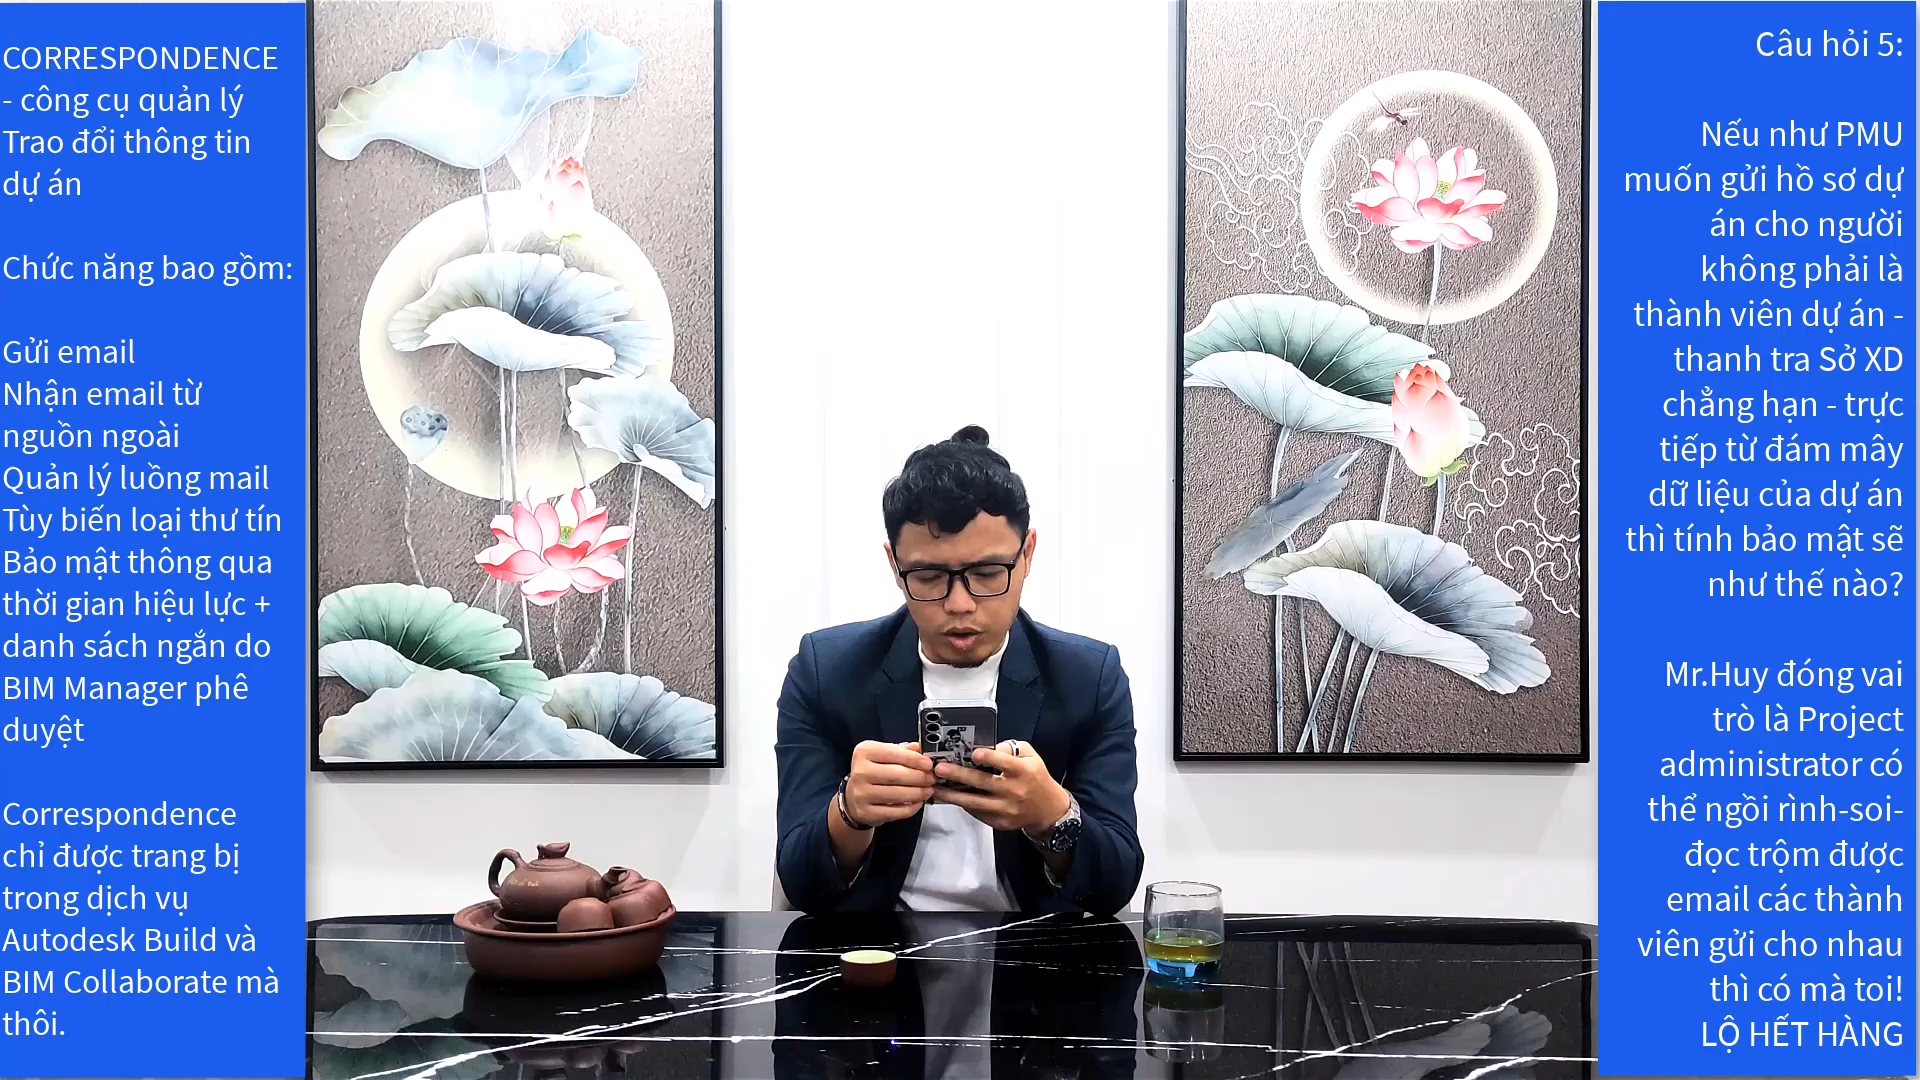 CORRESPONDENCE
- công cụ quản lý
Trao đổi thông tin
dự án
Chức năng bao gồm:
Gửi email
Nhận email từ
nguồn ngoài
Quản lý luồng mail
Tùy biến loại thư tín
Bảo mật thông qua
thời gian hiệu lực +
danh sách ngắn do
BIM Manager phê
duyệt
Correspondence
chỉ được trang bị
trong dịch vụ
Autodesk Build và
BIM Collaborate mà
thôi.
Câu hỏi 5:
Nếu như PMU
muốn gửi hồ sơ dự
án cho người
không phải là
thành viên dự án -
thanh tra Sở XD
chẳng hạn - trực
tiếp từ đám mây
dữ liệu của dự án
thì tính bảo mật sẽ
như thế nào?
Mr.Huy đóng vai
trò là Project
administrator có
thể ngồi rình-soi-
đọc trộm được
email các thành
viên gửi cho nhau
thì có mà toi!
LỘ HẾT HÀNG